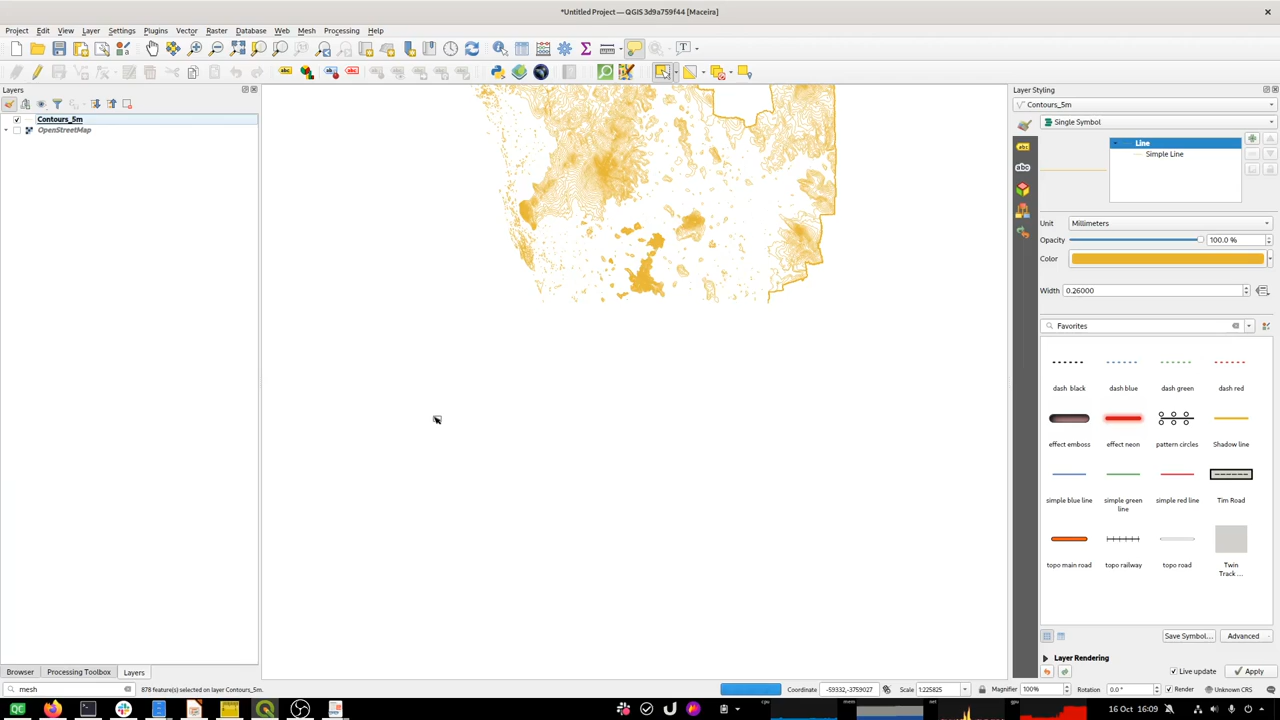 *Untitled Project — QGIS 3d9a759f44 [Maceira]
Project Edit View Layer Settings Plugins Vector Raster Database Web Mesh Processing Help
Layers
Contours_5m
OpenStreetMap
Layer Styling
Contours_5m
Single Symbol
Line
Simple Line
Unit Millimeters
Opacity 100.0 %
Color
Width 0.26000
Favorites
dash black dash blue dash green dash red
effect emboss effect neon pattern circles Shadow line
simple blue line simple green line simple red line Tim Road
topo main road topo railway topo road Twin Track ...
Save Symbol... Advanced
Layer Rendering
Live update Apply
Browser Processing Toolbox Layers
mesh 878 feature(s) selected on layer Contours_5m. Coordinate -59332,-3759027 Scale 1:225825 Magnifier 100% Rotation 0.0 ° Render Unknown CRS
16 Oct 16:09